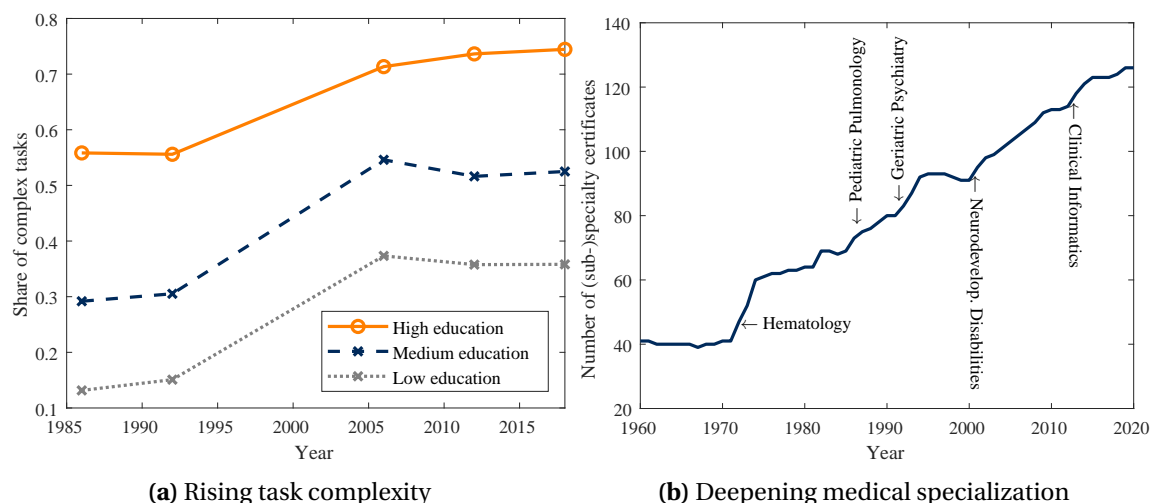 0.8
0.7
0.6
0.5
0.4
0.3
0.2
0.1
Share of complex tasks
High education
Medium education
Low education
1985 1990 1995 2000 2005 2010 2015
Year
(a) Rising task complexity
140
120
100
80
60
40
20
Number of (sub-)specialty certificates
← Hematology
← Pediatric Pulmonology
← Geriatric Psychiatry
Neurodevelop. Disabilities →
Clinical Informatics →
1960 1970 1980 1990 2000 2010 2020
Year
(b) Deepening medical specialization